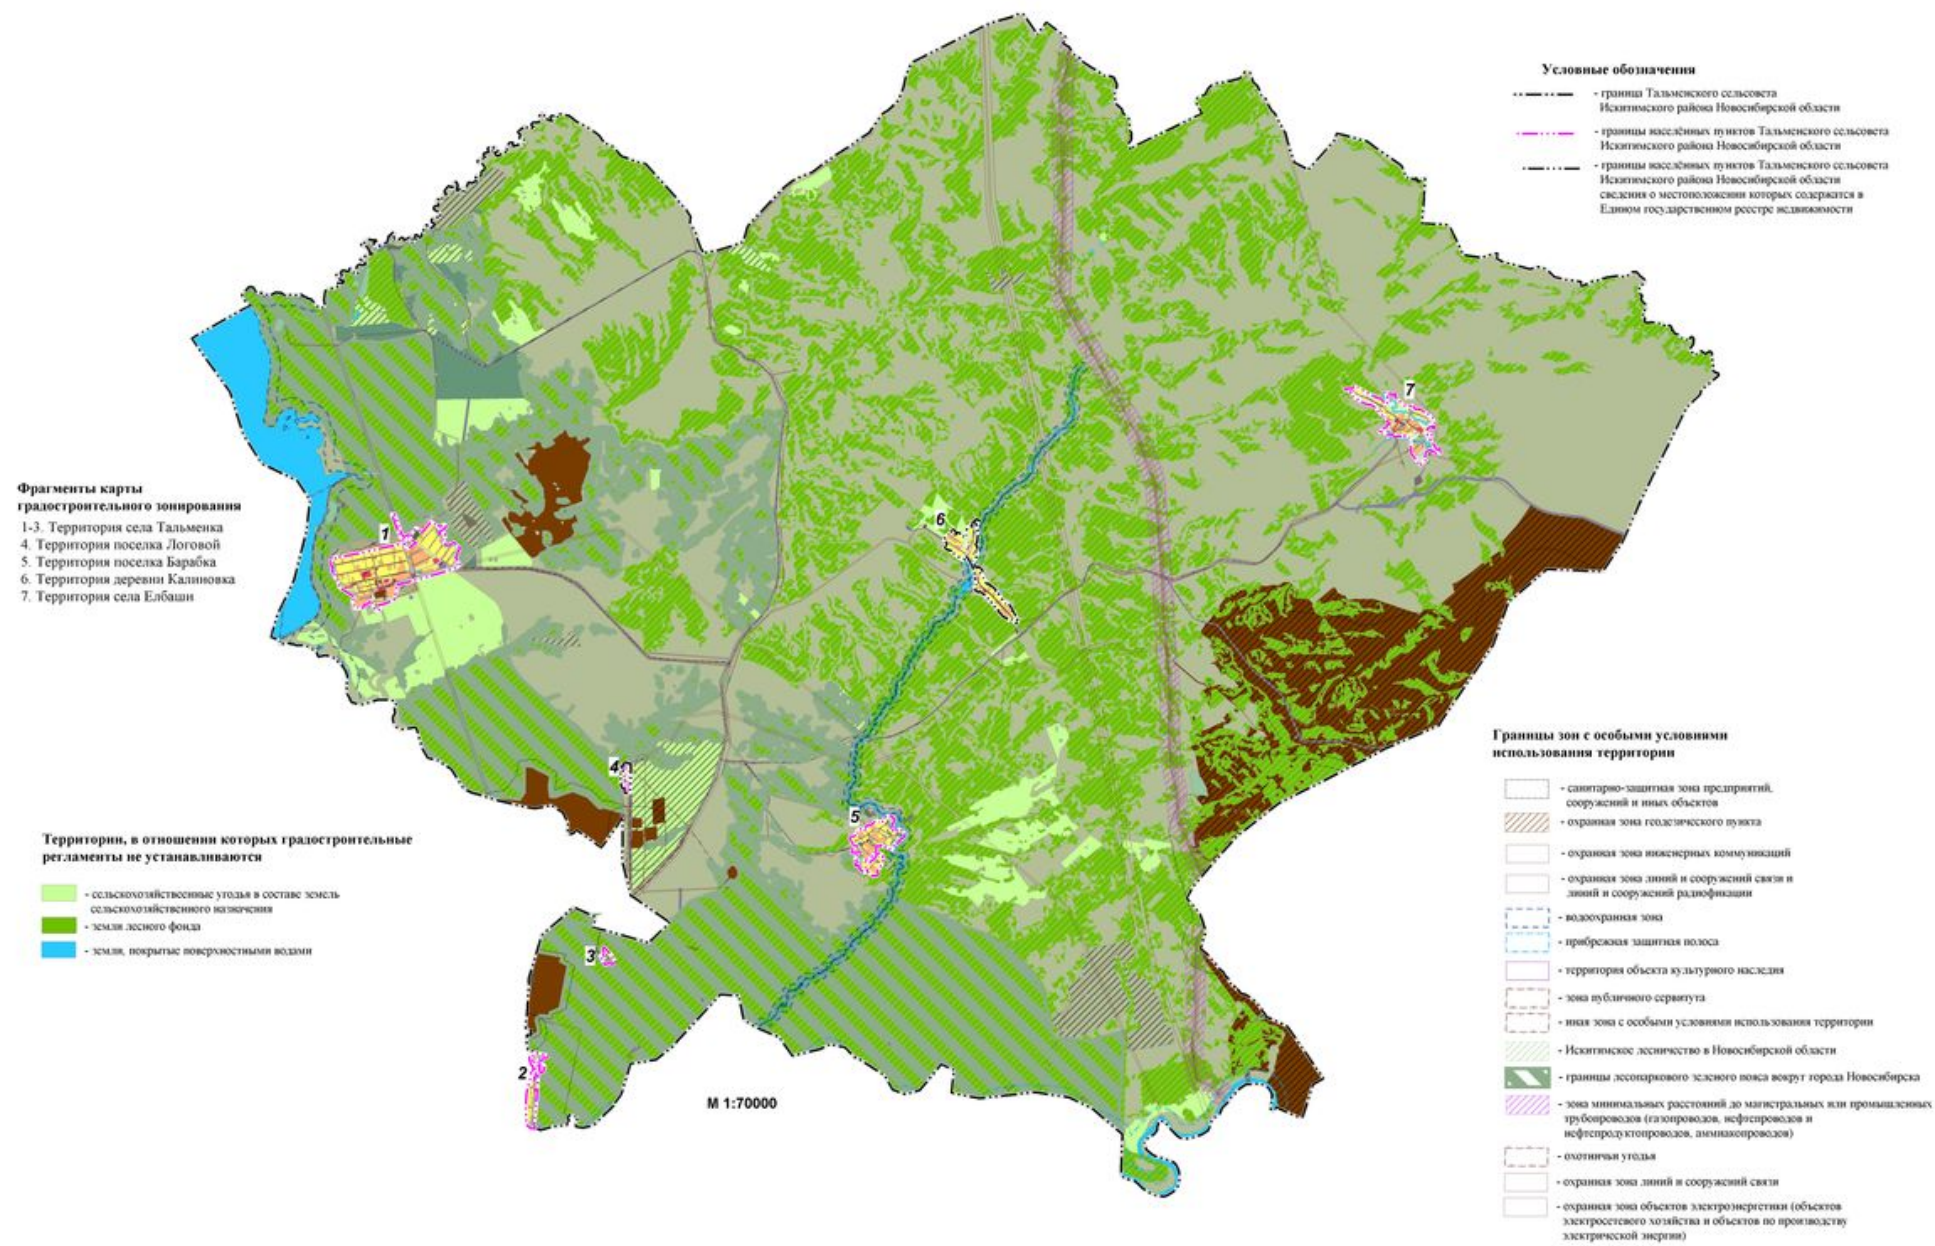 Условные обозначения
- граница Тальменского сельсовета
Искитимского района Новосибирской области
- границы населённых пунктов Тальменского сельсовета
Искитимского района Новосибирской области
- границы населённых пунктов Тальменского сельсовета
Искитимского района Новосибирской области
сведения о местоположении которых содержатся в
Едином государственном реестре недвижимости
Фрагменты карты
градостроительного зонирования
1-3. Территория села Тальменка
4. Территория поселка Логовой
5. Территория поселка Барабка
6. Территория деревни Калиновка
7. Территория села Елбаши
7
6
1
4
5
3
2
М 1:70000
Территории, в отношении которых градостроительные
регламенты не устанавливаются
- сельскохозяйственные угодья в составе земель
сельскохозяйственного назначения
- земли лесного фонда
- земли, покрытые поверхностными водами
Границы зон с особыми условиями
использования территории
- санитарно-защитная зона предприятий,
сооружений и иных объектов
- охранная зона геодезического пункта
- охранная зона инженерных коммуникаций
- охранная зона линий и сооружений связи и
линий и сооружений радиофикации
- водоохранная зона
- прибрежная защитная полоса
- территория объекта культурного наследия
- зона публичного сервитута
- иная зона с особыми условиями использования территории
- Искитимское лесничество в Новосибирской области
- границы лесопаркового зеленого пояса вокруг города Новосибирска
- зона минимальных расстояний до магистральных или промышленных
трубопроводов (газопроводов, нефтепроводов и
нефтепродуктопроводов, аммиакопроводов)
- охотничьи угодья
- охранная зона линий и сооружений связи
- охранная зона объектов электроэнергетики (объектов
электросетевого хозяйства и объектов по производству
электрической энергии)